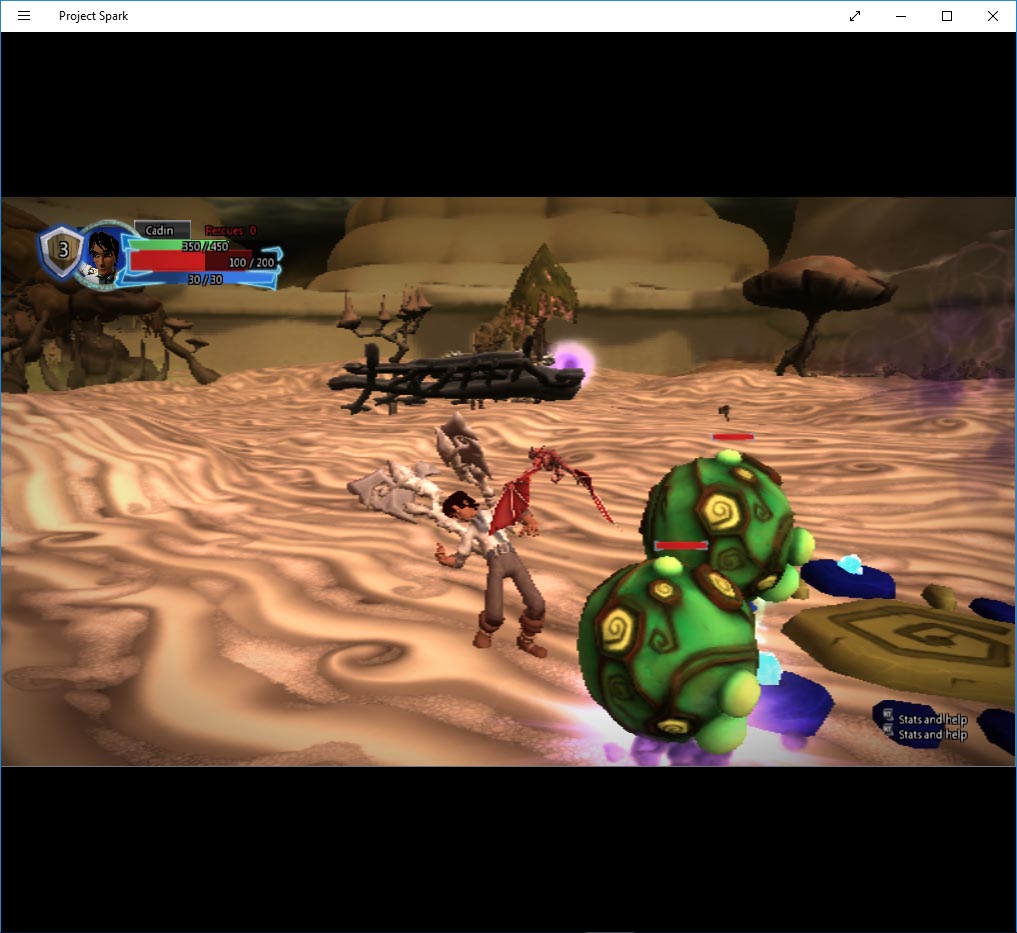 Project Spark
Cadin
Rescues 0
3
350 / 450
100 / 200
30 / 30
Stats and help
Stats and help